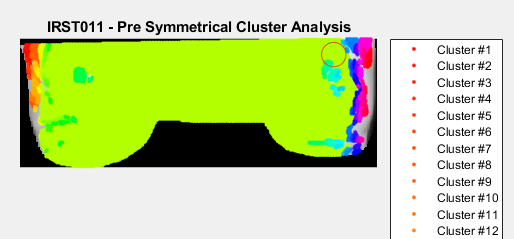 IRST011 - Pre Symmetrical Cluster Analysis
Cluster #1
Cluster #2
Cluster #3
Cluster #4
Cluster #5
Cluster #6
Cluster #7
Cluster #8
Cluster #9
Cluster #10
Cluster #11
Cluster #12